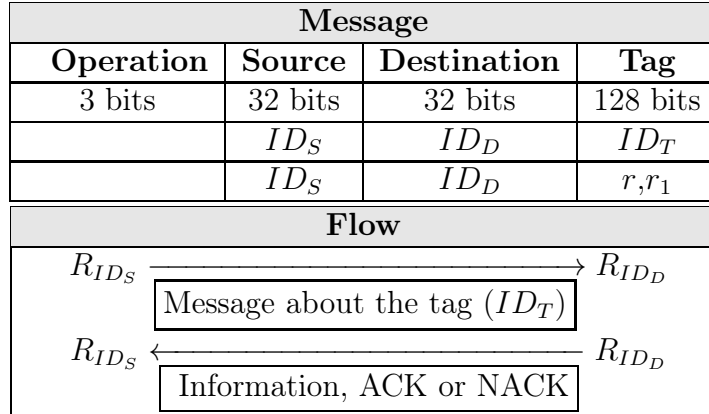 Message
Operation Source Destination Tag
3 bits 32 bits 32 bits 128 bits
ID_S ID_D ID_T
ID_S ID_D r,r_1
Flow
R_{ID_S} → R_{ID_D}
Message about the tag (ID_T)
R_{ID_S} ← R_{ID_D}
Information, ACK or NACK